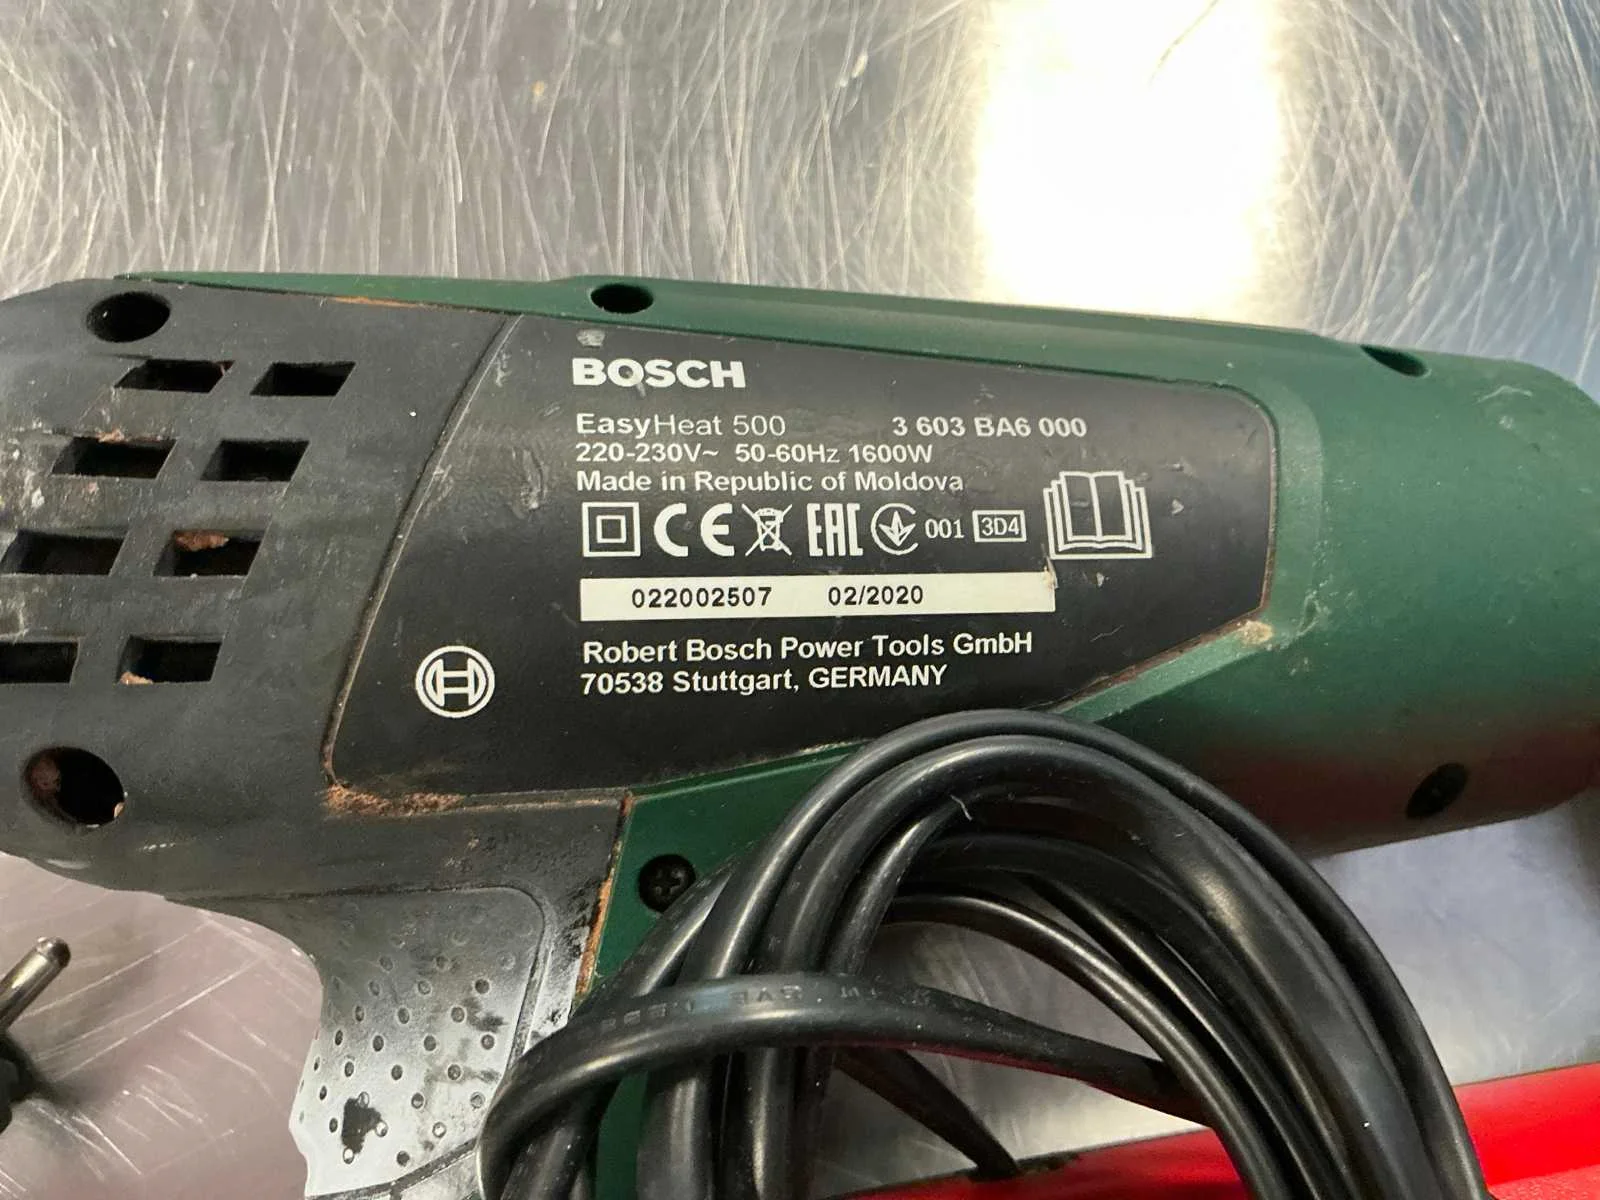 BOSCH
EasyHeat 500 3 603 BA6 000
220-230V~ 50-60Hz 1600W
Made in Republic of Moldova
CE EAC 001 3D4
022002507 02/2020
Robert Bosch Power Tools GmbH
70538 Stuttgart, GERMANY